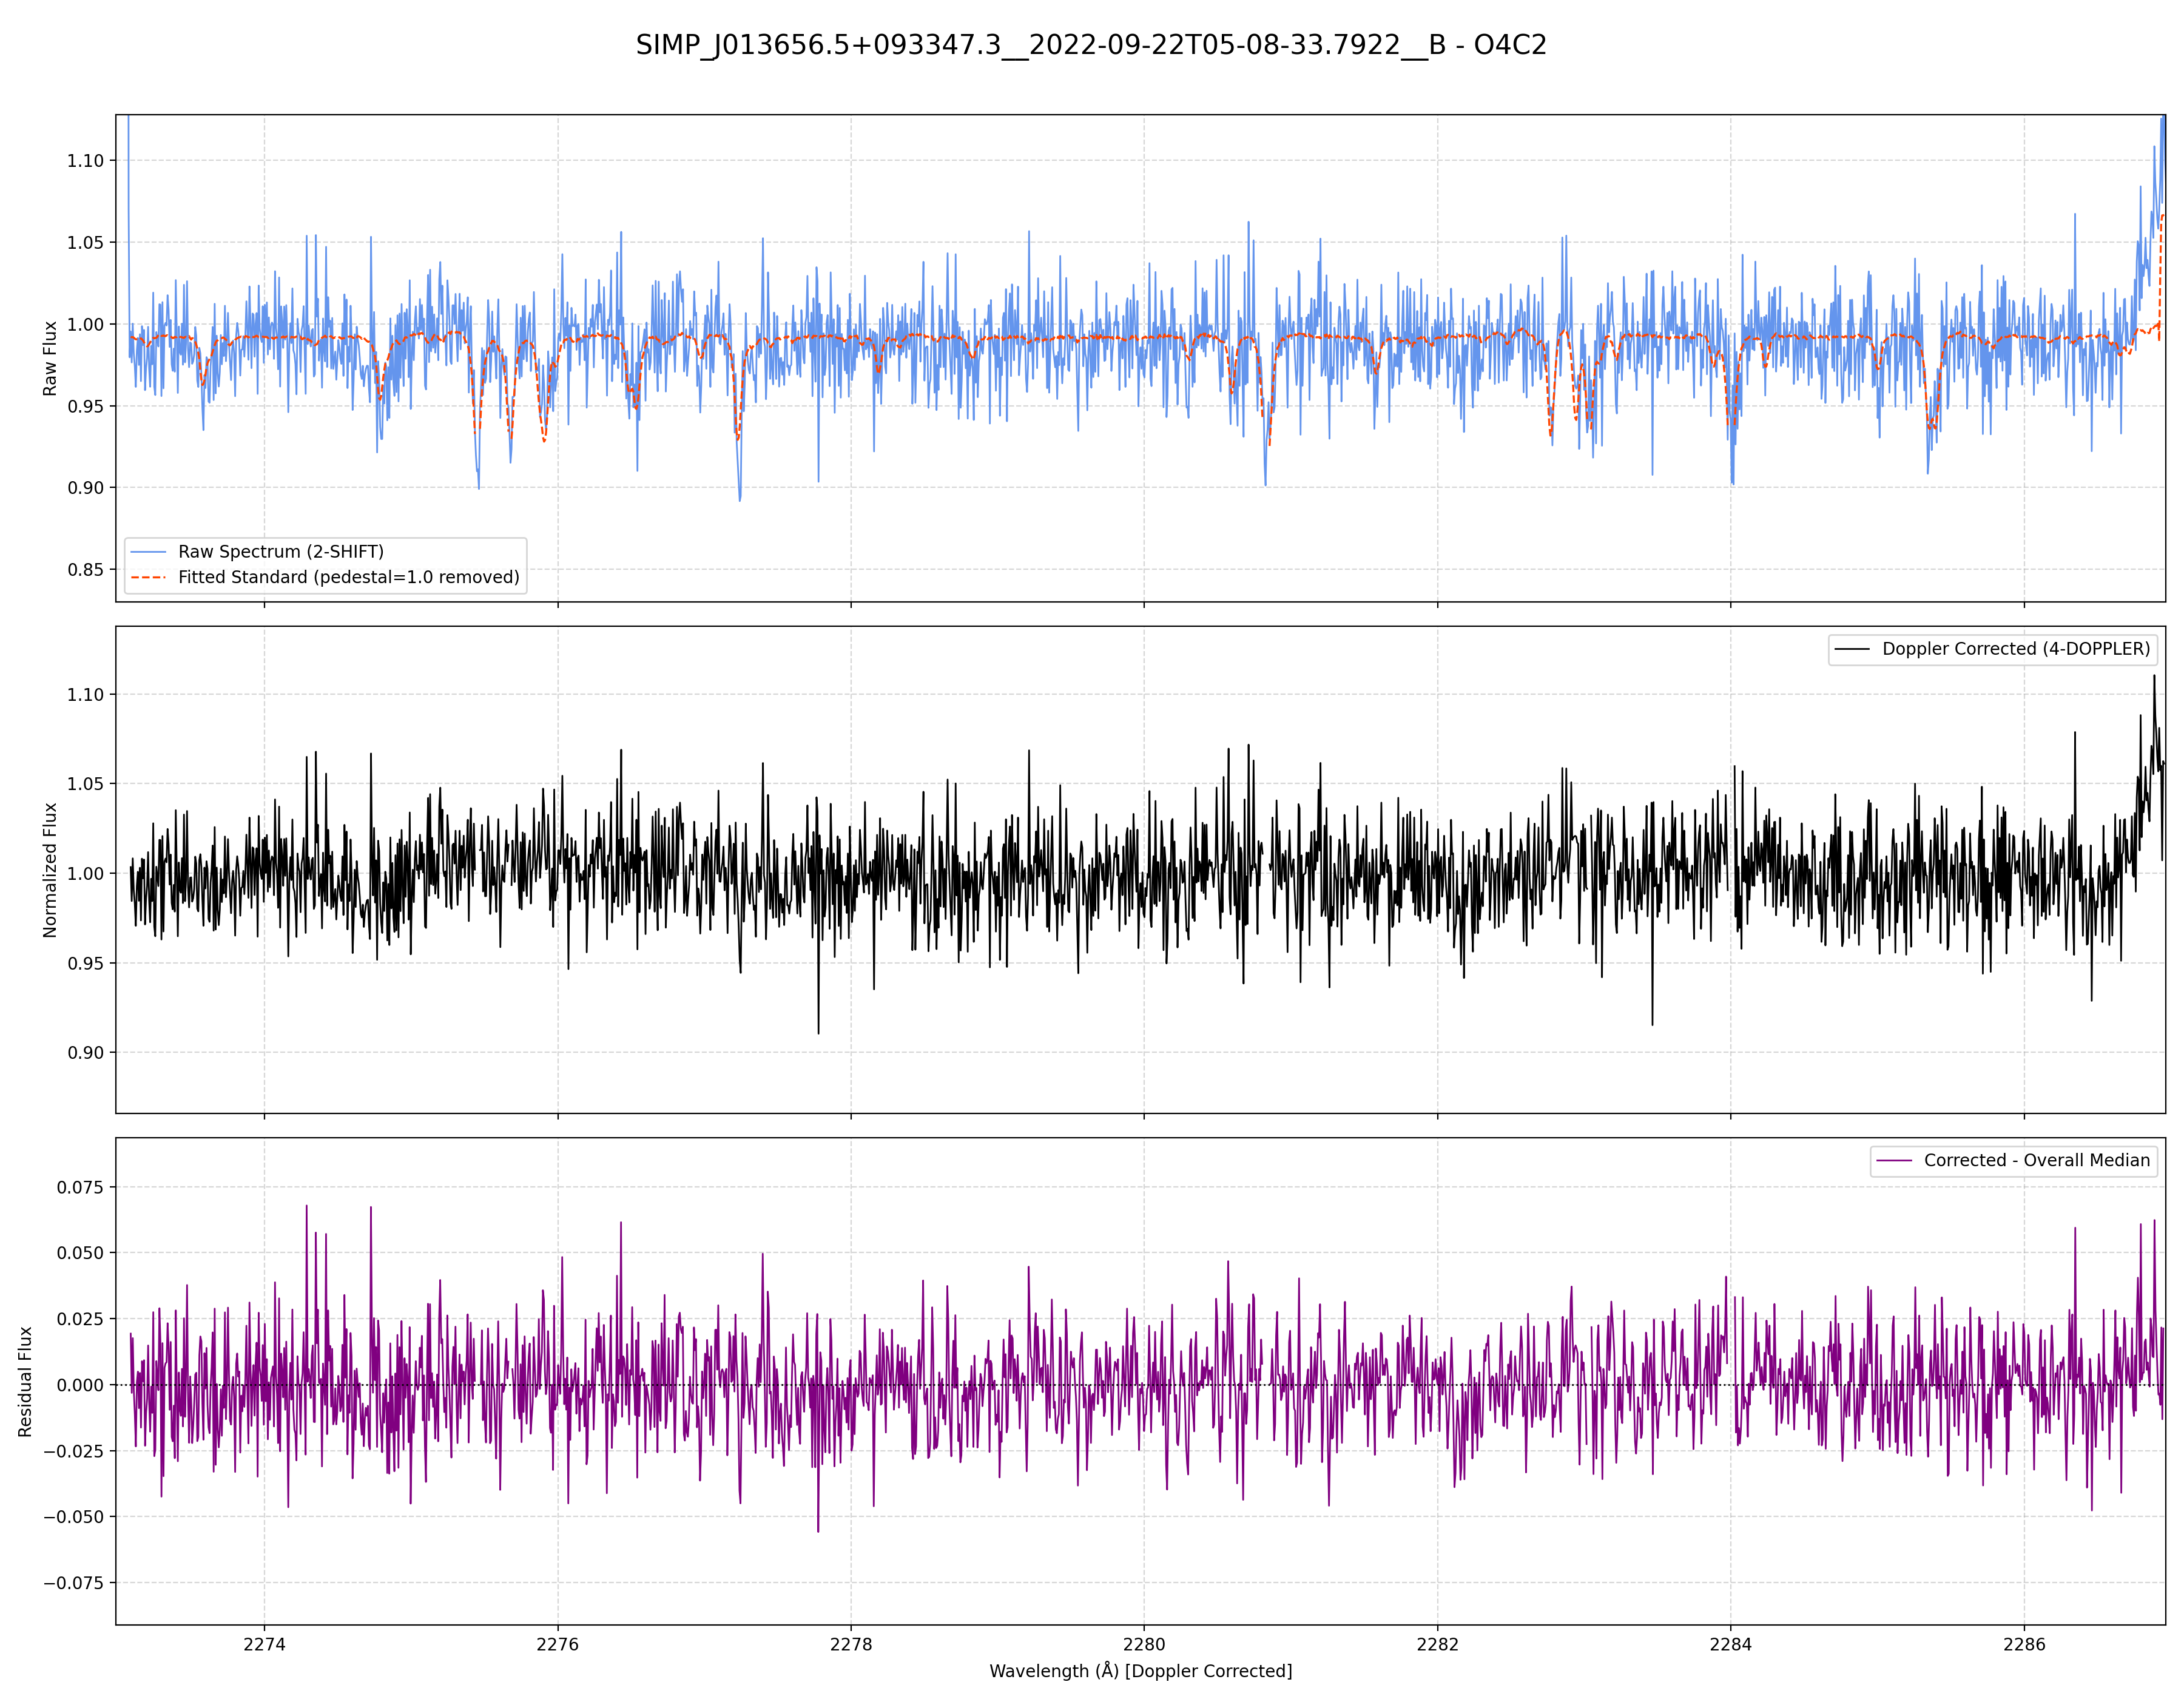 SIMP_J013656.5+093347.3__2022-09-22T05-08-33.7922__B - O4C2
Raw Flux
1.10
1.05
1.00
0.95
0.90
0.85
Raw Spectrum (2-SHIFT)
Fitted Standard (pedestal=1.0 removed)
Normalized Flux
1.10
1.05
1.00
0.95
0.90
Doppler Corrected (4-DOPPLER)
Residual Flux
0.075
0.050
0.025
0.000
−0.025
−0.050
−0.075
Corrected - Overall Median
2274 2276 2278 2280 2282 2284 2286
Wavelength (Å) [Doppler Corrected]